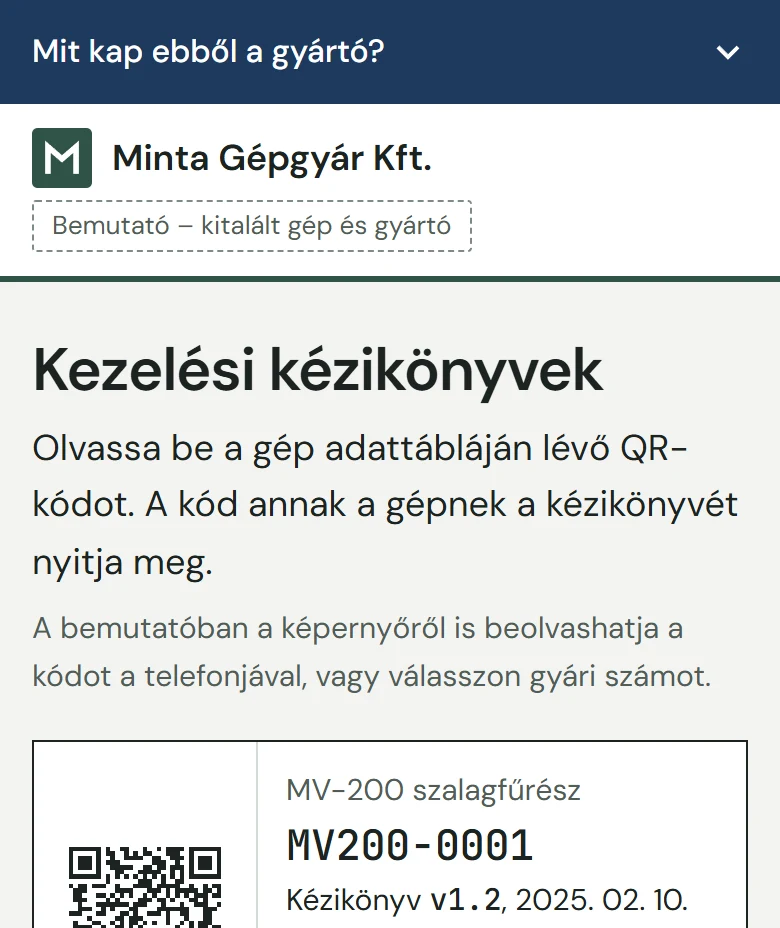 Mit kap ebből a gyártó?
M
Minta Gépgyár Kft.
Bemutató – kitalált gép és gyártó
Kezelési kézikönyvek
Olvassa be a gép adattábláján lévő QR-
kódot. A kód annak a gépnek a kézikönyvét
nyitja meg.
A bemutatóban a képernyőről is beolvashatja a
kódot a telefonjával, vagy válasszon gyári számot.
MV-200 szalagfűrész
MV200-0001
Kézikönyv v1.2, 2025. 02. 10.